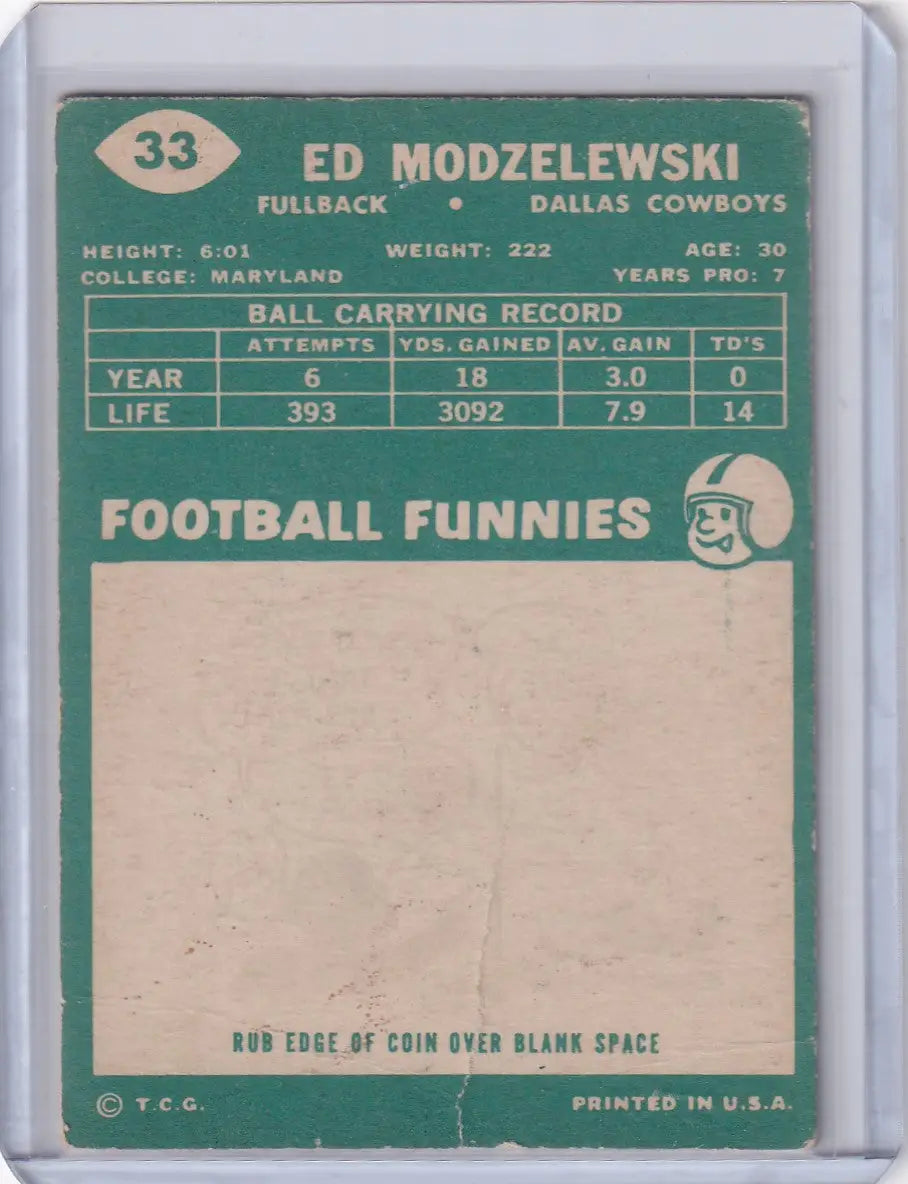 33
ED MODZELEWSKI
FULLBACK • DALLAS COWBOYS
HEIGHT: 6:01 WEIGHT: 222 AGE: 30
COLLEGE: MARYLAND YEARS PRO: 7
BALL CARRYING RECORD
ATTEMPTS YDS. GAINED AV. GAIN TD'S
YEAR 6 18 3.0 0
LIFE 393 3092 7.9 14
FOOTBALL FUNNIES
RUB EDGE OF COIN OVER BLANK SPACE
© T.C.G. PRINTED IN U.S.A.